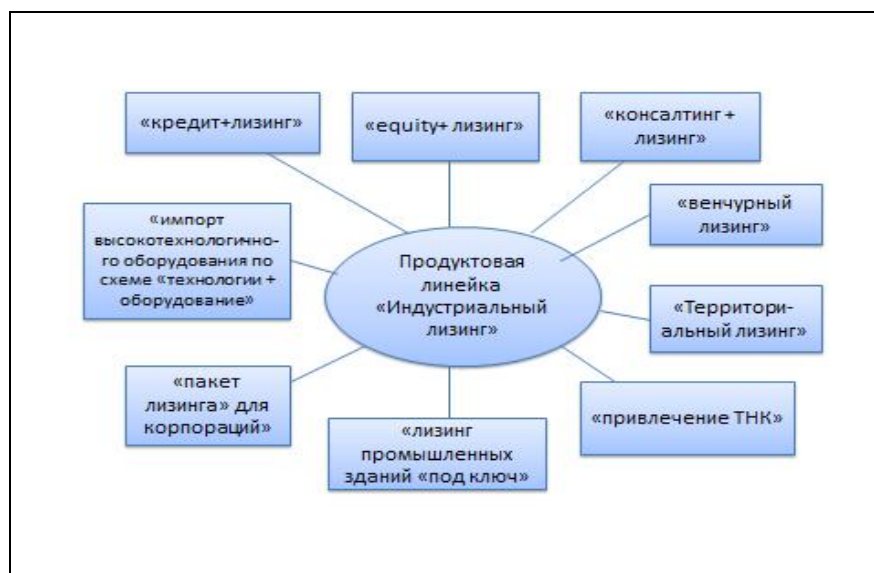 «кредит+лизинг»
«equity+ лизинг»
«консалтинг +
лизинг»
«импорт
высокотехнологично-
го оборудования по
схеме «технологии +
оборудование»
«венчурный
лизинг»
Продуктовая
линейка
«Индустриальный
лизинг»
«Территори-
альный лизинг»
«пакет
лизинга» для
корпораций»
«лизинг
промышленных
зданий «под ключ»
«привлечение ТНК»